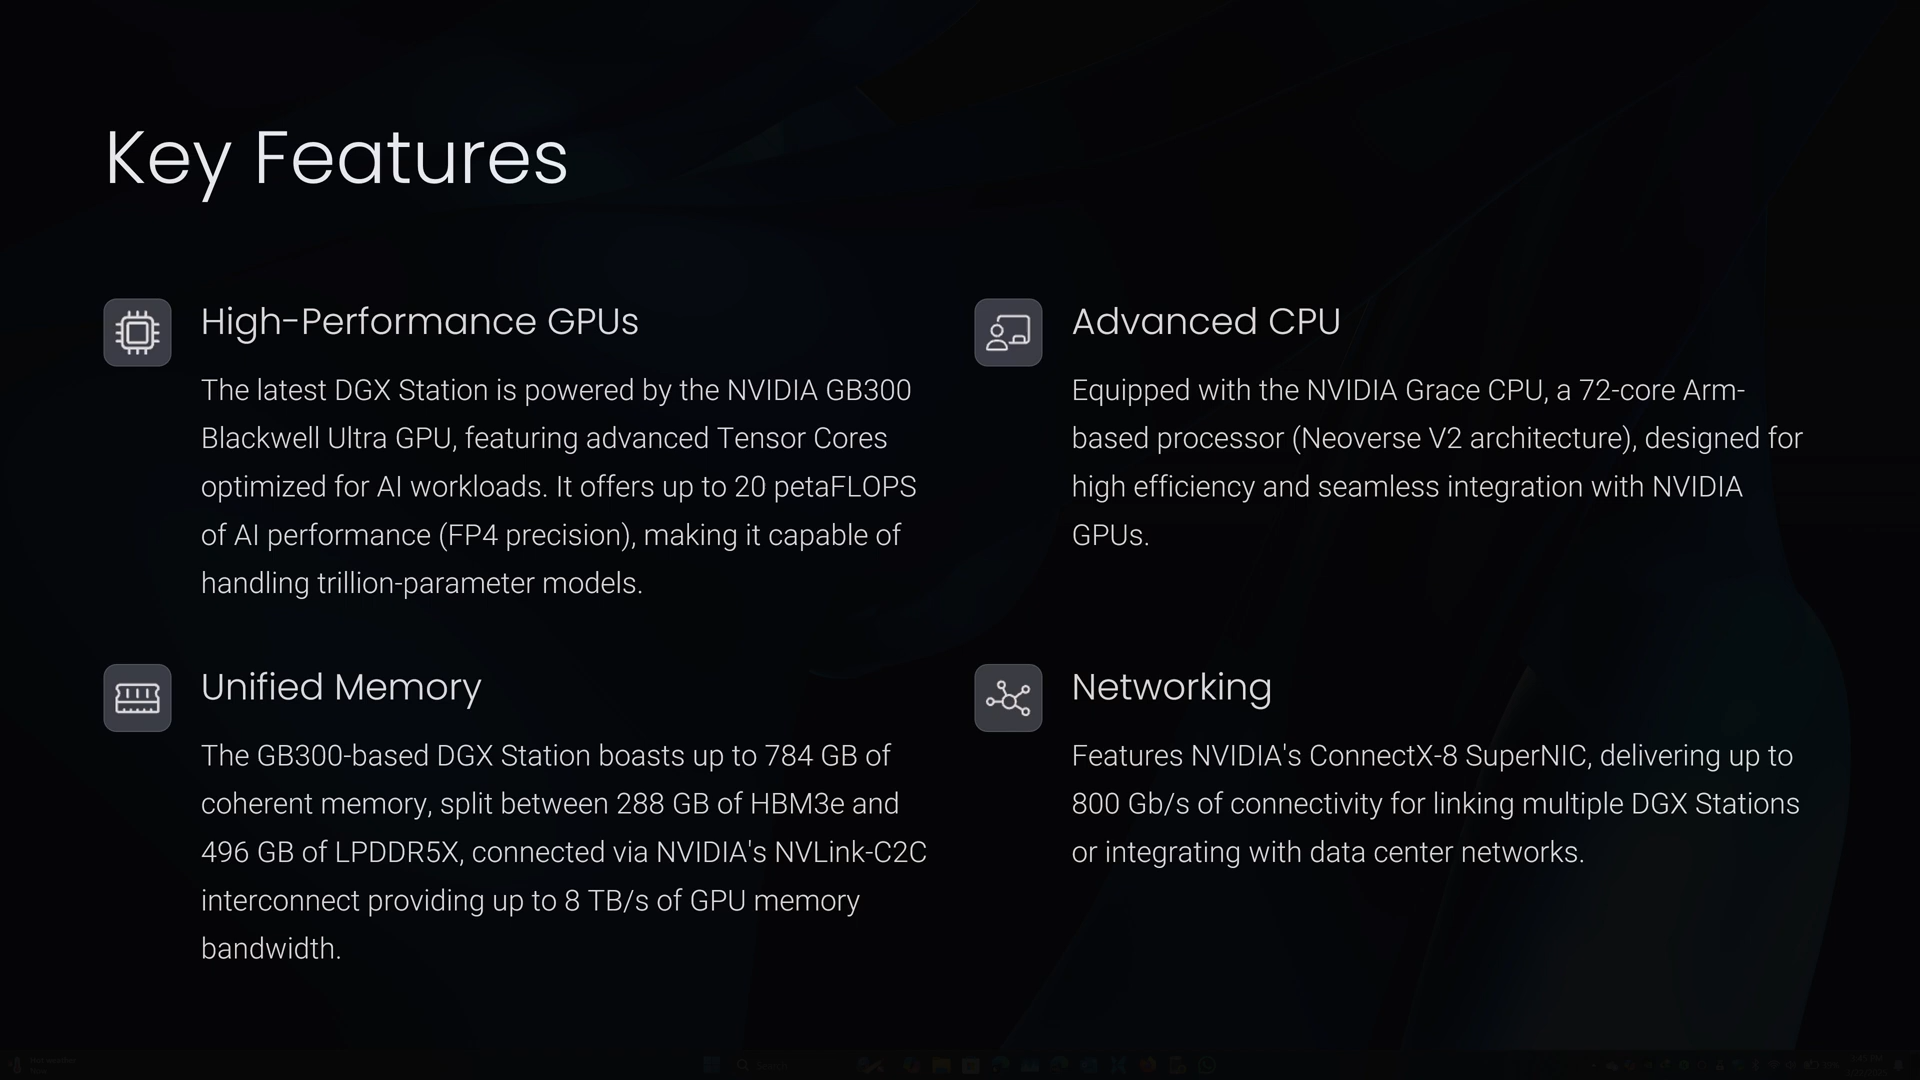 Key Features
High-Performance GPUs
The latest DGX Station is powered by the NVIDIA GB300
Blackwell Ultra GPU, featuring advanced Tensor Cores
optimized for AI workloads. It offers up to 20 petaFLOPS
of AI performance (FP4 precision), making it capable of
handling trillion-parameter models.
Advanced CPU
Equipped with the NVIDIA Grace CPU, a 72-core Arm-
based processor (Neoverse V2 architecture), designed for
high efficiency and seamless integration with NVIDIA
GPUs.
Unified Memory
The GB300-based DGX Station boasts up to 784 GB of
coherent memory, split between 288 GB of HBM3e and
496 GB of LPDDR5X, connected via NVIDIA's NVLink-C2C
interconnect providing up to 8 TB/s of GPU memory
bandwidth.
Networking
Features NVIDIA's ConnectX-8 SuperNIC, delivering up to
800 Gb/s of connectivity for linking multiple DGX Stations
or integrating with data center networks.
Search